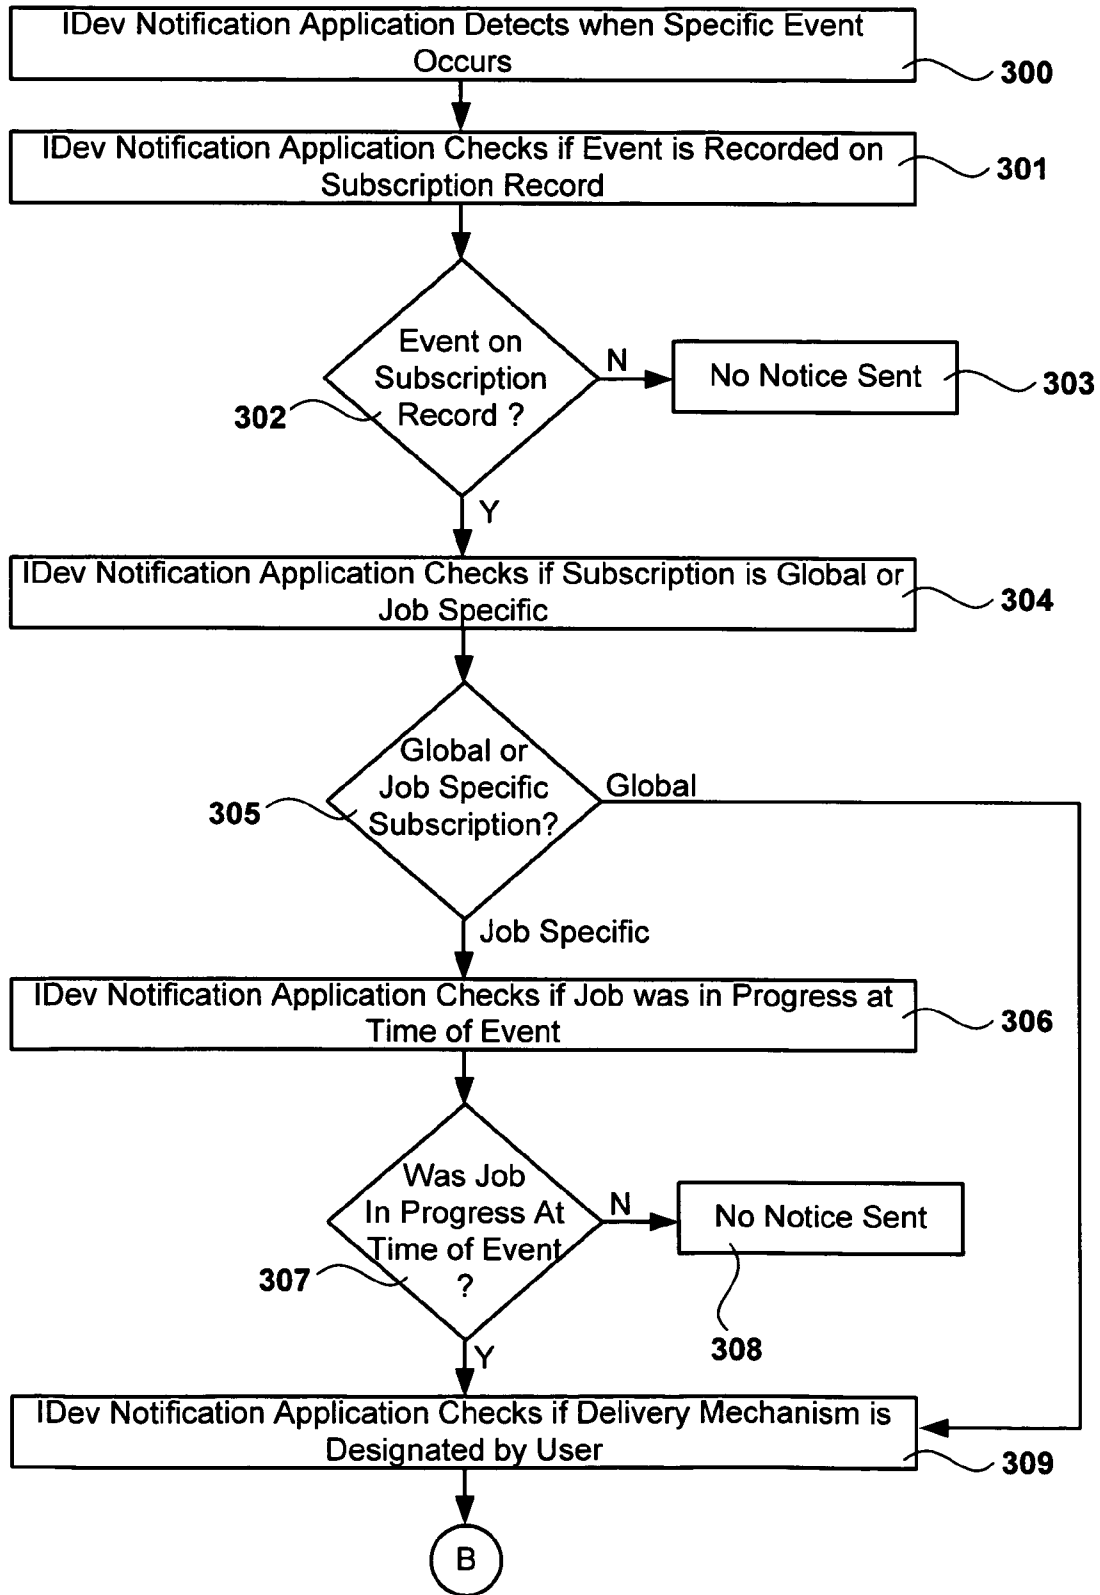 IDev Notification Application Detects when Specific Event
Occurs
300
IDev Notification Application Checks if Event is Recorded on
Subscription Record
301
Event on
Subscription
Record ?
302
N
No Notice Sent
303
Y
IDev Notification Application Checks if Subscription is Global or
Job Specific
304
Global or
Job Specific
Subscription?
305
Global
Job Specific
IDev Notification Application Checks if Job was in Progress at
Time of Event
306
Was Job
In Progress At
Time of Event
?
307
N
No Notice Sent
308
Y
IDev Notification Application Checks if Delivery Mechanism is
Designated by User
309
B